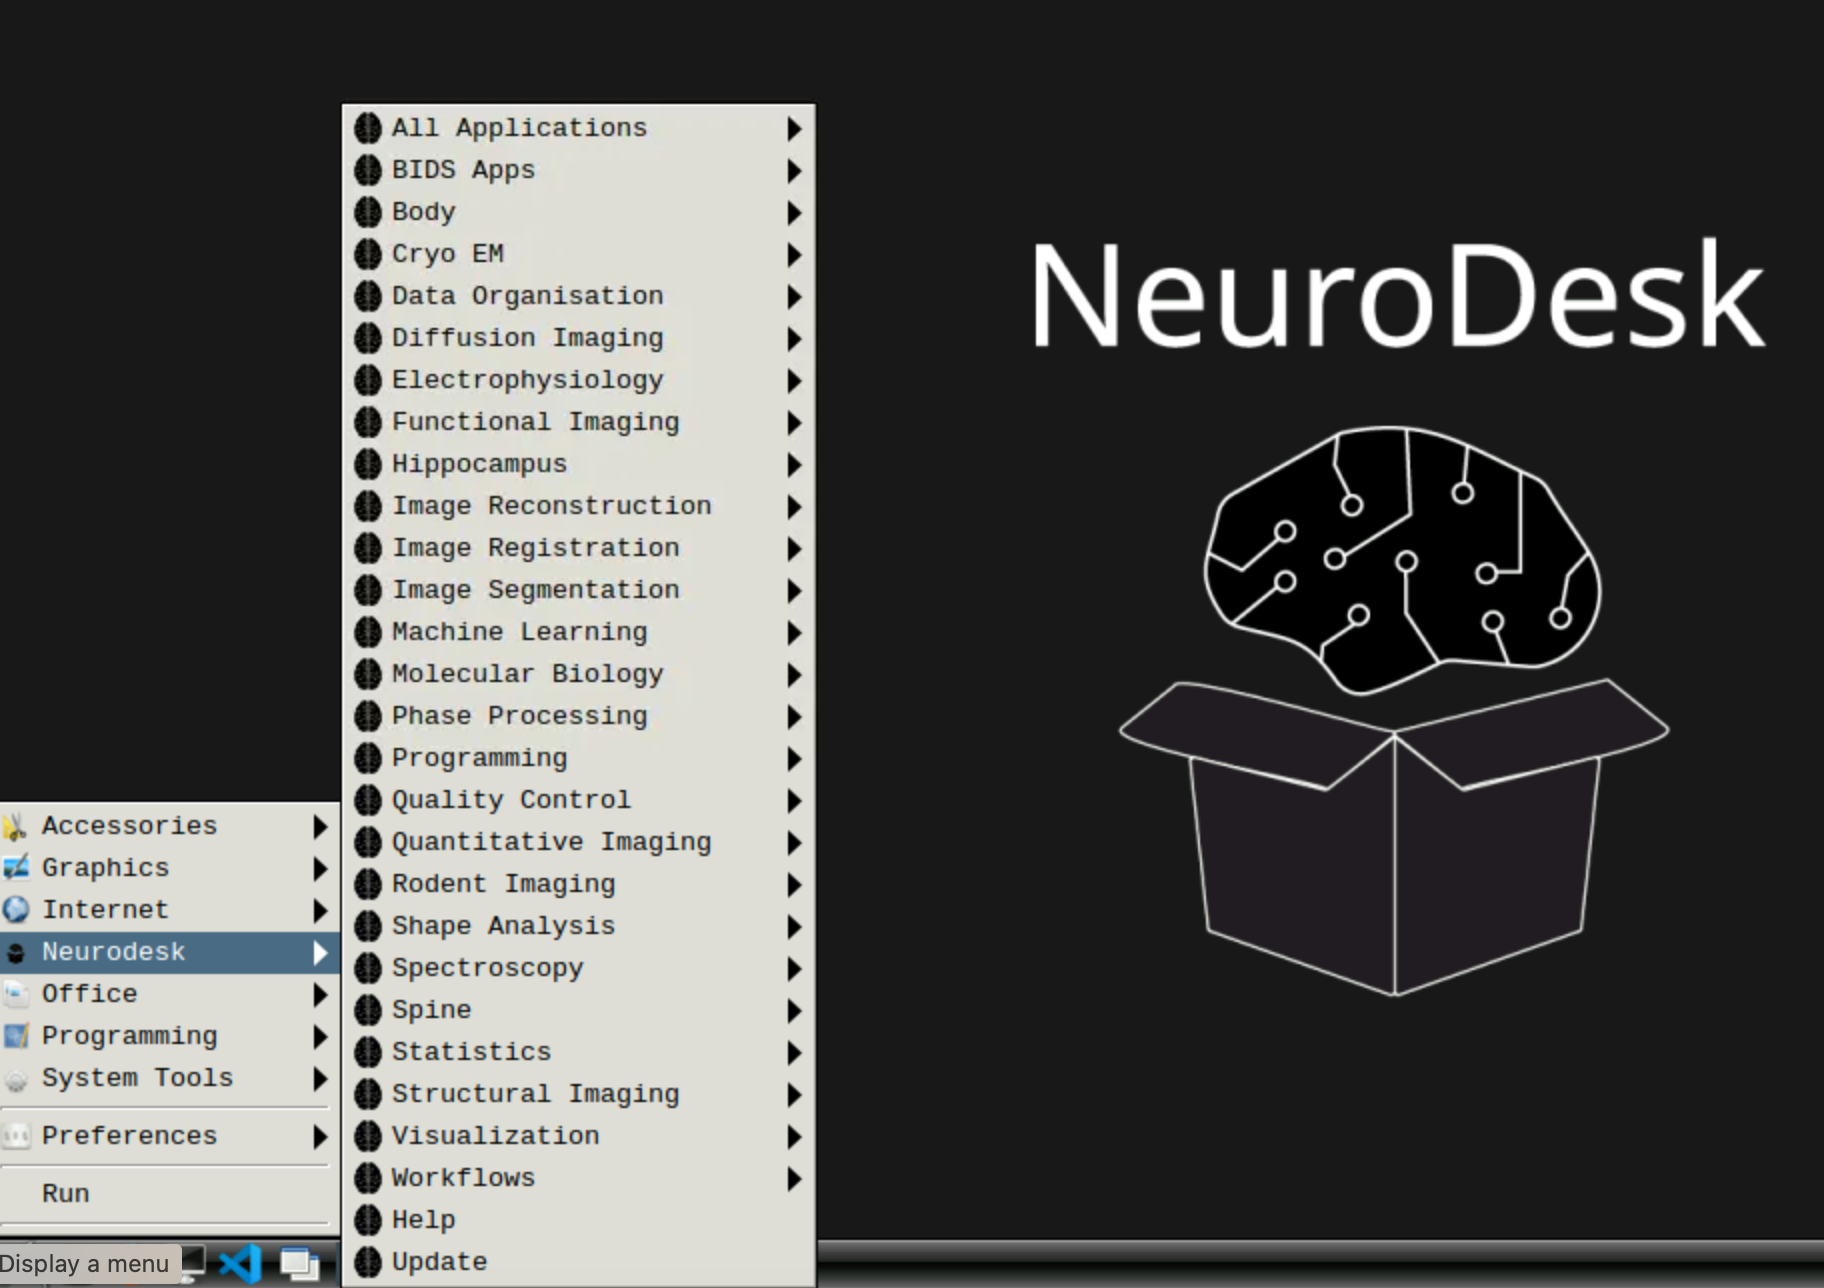 All Applications
BIDS Apps
Body
Cryo EM
Data Organisation
Diffusion Imaging
Electrophysiology
Functional Imaging
Hippocampus
Image Reconstruction
Image Registration
Image Segmentation
Machine Learning
Molecular Biology
Phase Processing
Programming
Quality Control
Quantitative Imaging
Rodent Imaging
Shape Analysis
Spectroscopy
Spine
Statistics
Structural Imaging
Visualization
Workflows
Help
Update
Accessories
Graphics
Internet
Neurodesk
Office
Programming
System Tools
Preferences
Run
Display a menu
NeuroDesk